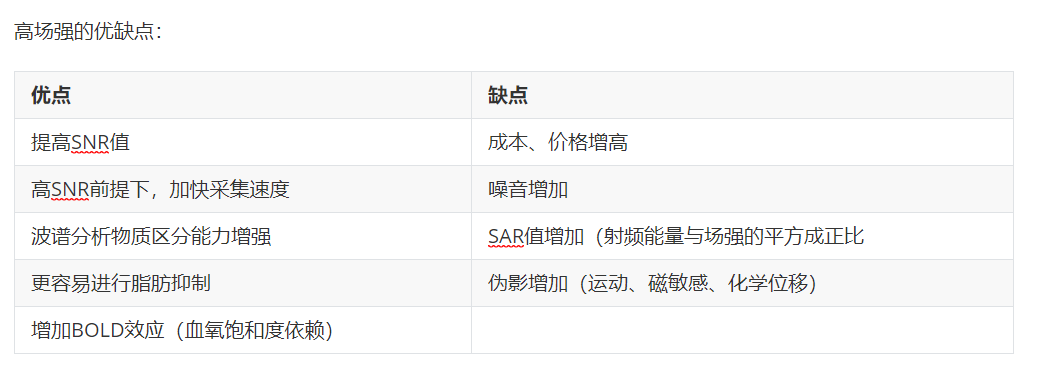 高场强的优缺点：
优点 缺点
提高SNR值 成本、价格增高
高SNR前提下，加快采集速度 噪音增加
波谱分析物质区分能力增强 SAR值增加（射频能量与场强的平方成正比
更容易进行脂肪抑制 伪影增加（运动、磁敏感、化学位移）
增加BOLD效应（血氧饱和度依赖）